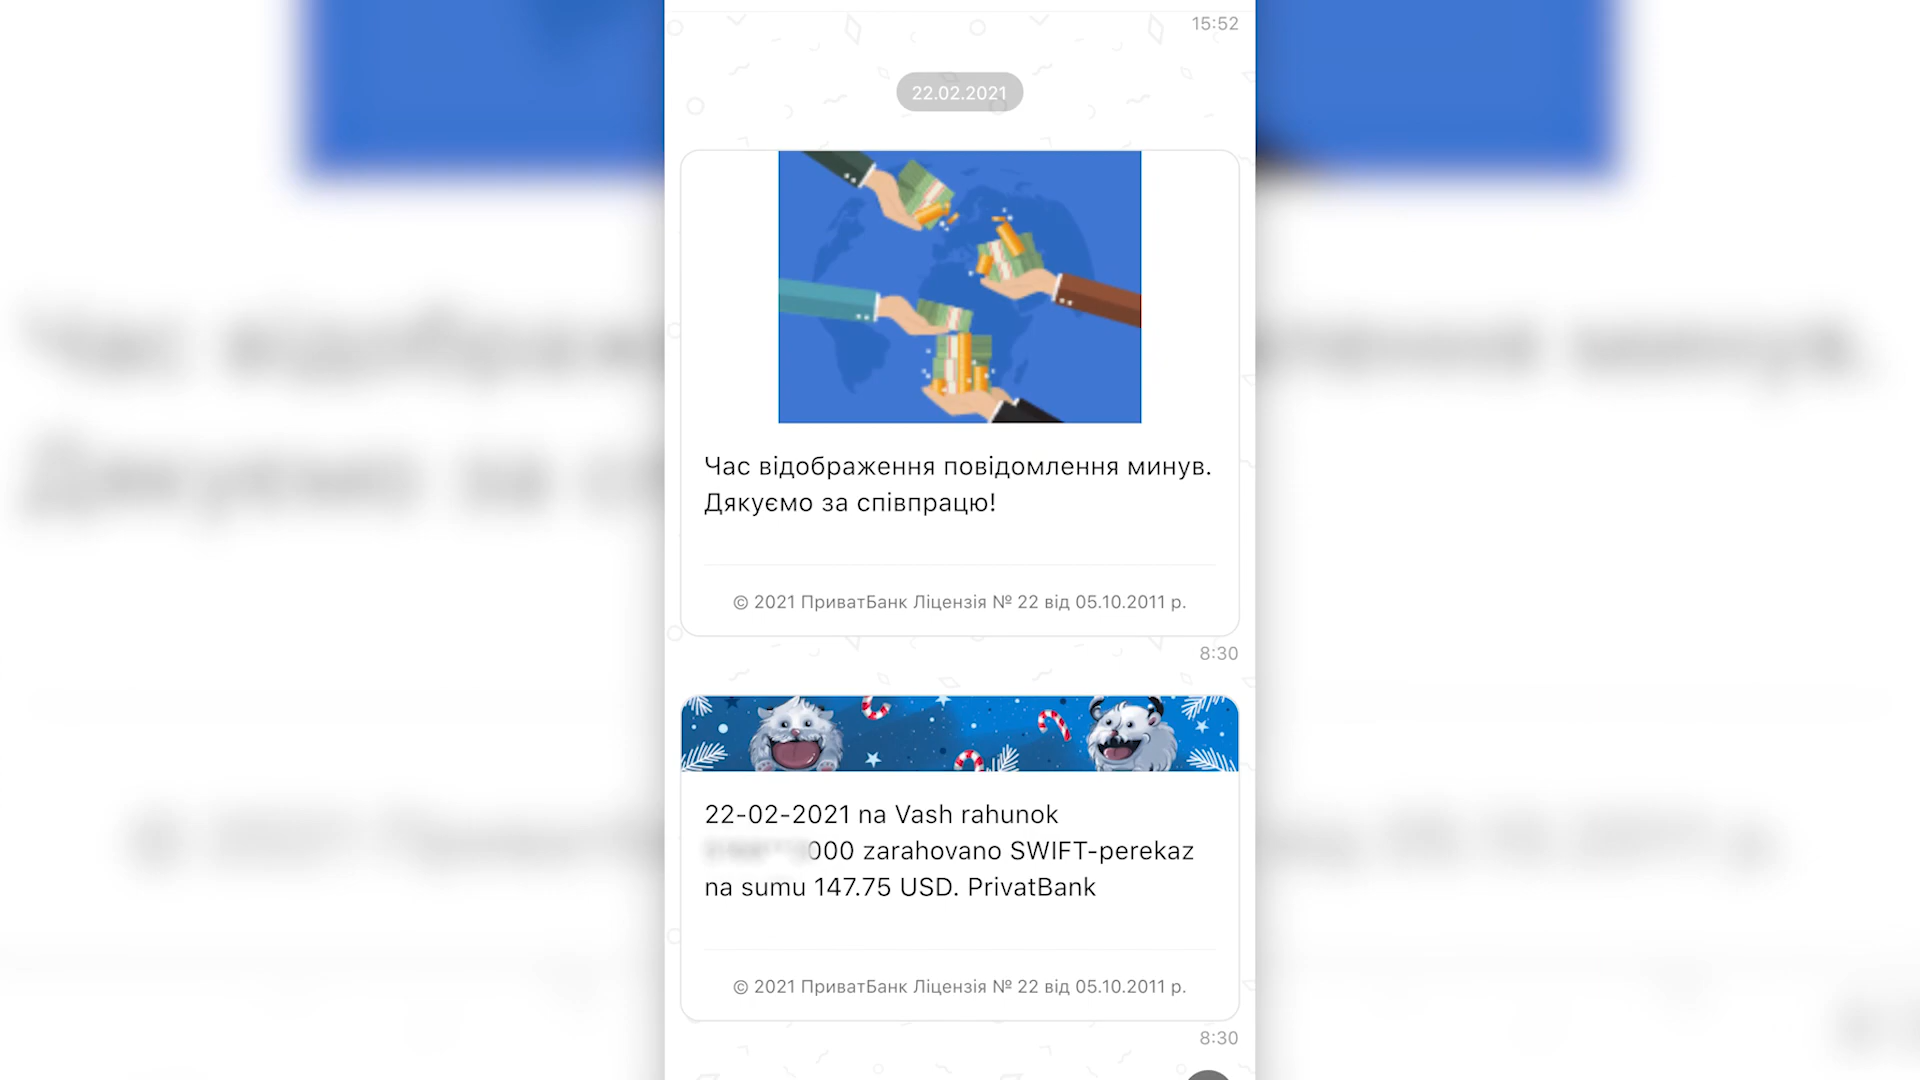 15:52
22.02.2021
Час відображення повідомлення минув.
Дякуємо за співпрацю!
© 2021 ПриватБанк Ліцензія № 22 від 05.10.2011 р.
8:30
22-02-2021 na Vash rahunok
000 zarahovano SWIFT-perekaz
na sumu 147.75 USD. PrivatBank
© 2021 ПриватБанк Ліцензія № 22 від 05.10.2011 р.
8:30